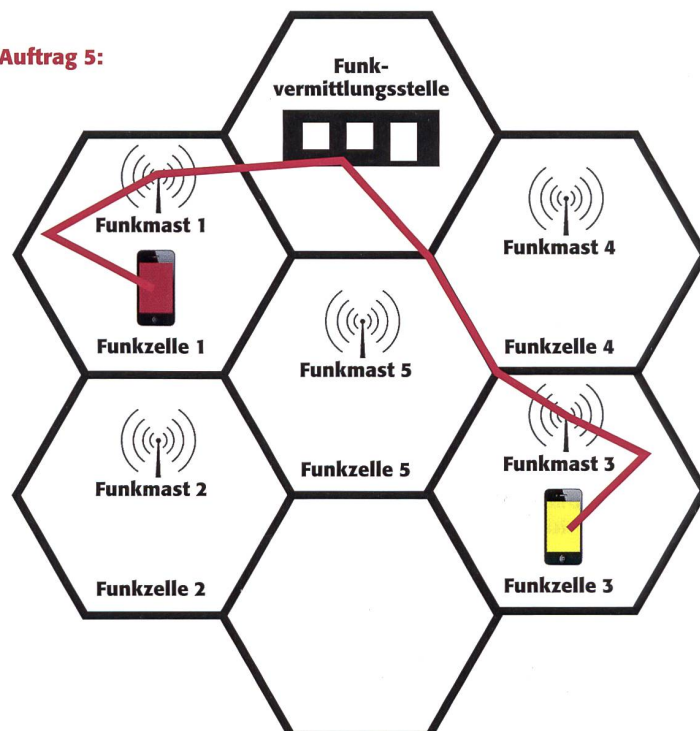 Auftrag 5:
Funk-
vermittlungsstelle
Funkmast 1
Funkzelle 1
Funkmast 4
Funkzelle 4
Funkmast 5
Funkzelle 5
Funkmast 2
Funkzelle 2
Funkmast 3
Funkzelle 3